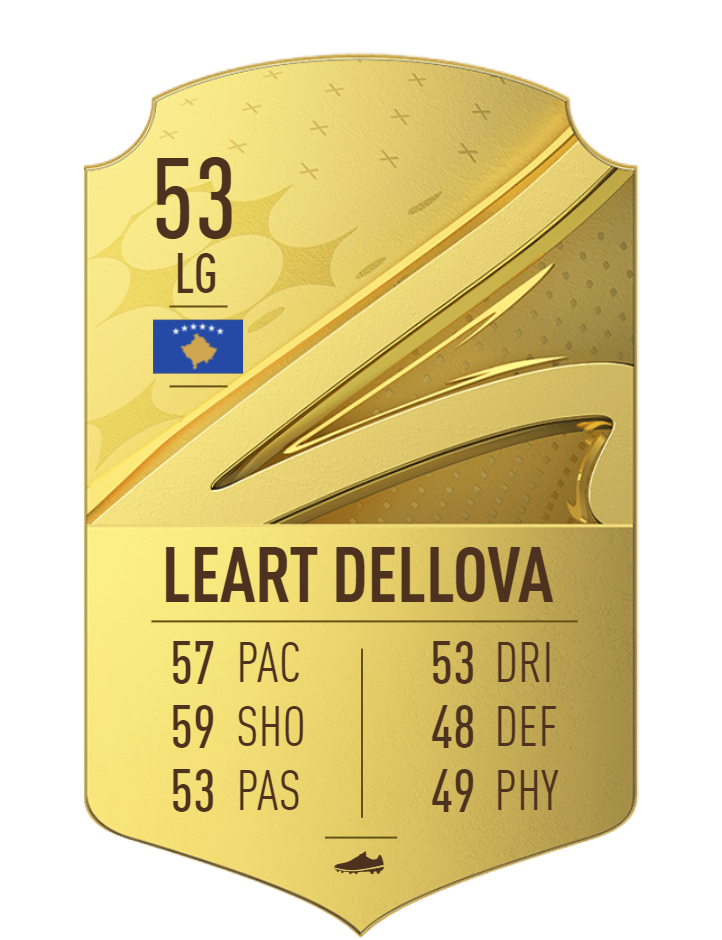 53
LG
LEART DELLOVA
57 PAC 53 DRI
59 SHO 48 DEF
53 PAS 49 PHY